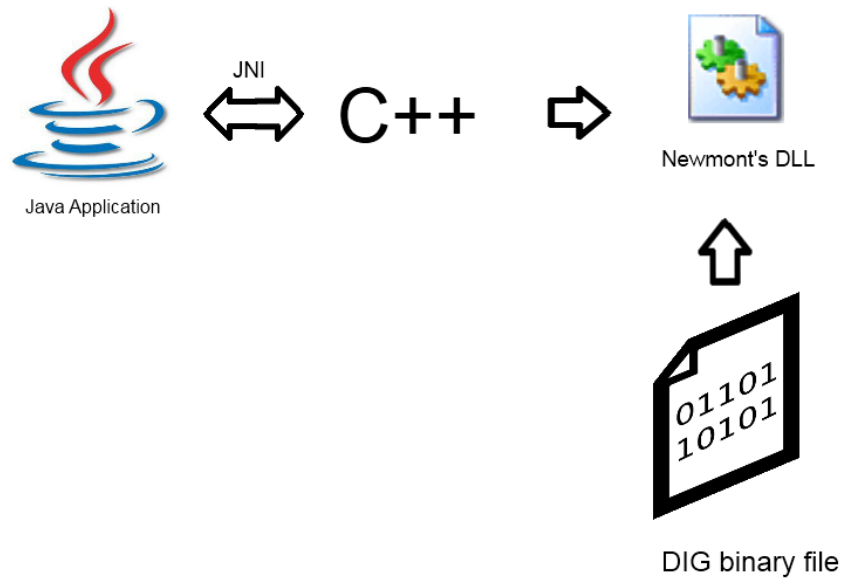 JNI
C++
Java Application
Newmont's DLL
01101
10101
DIG binary file